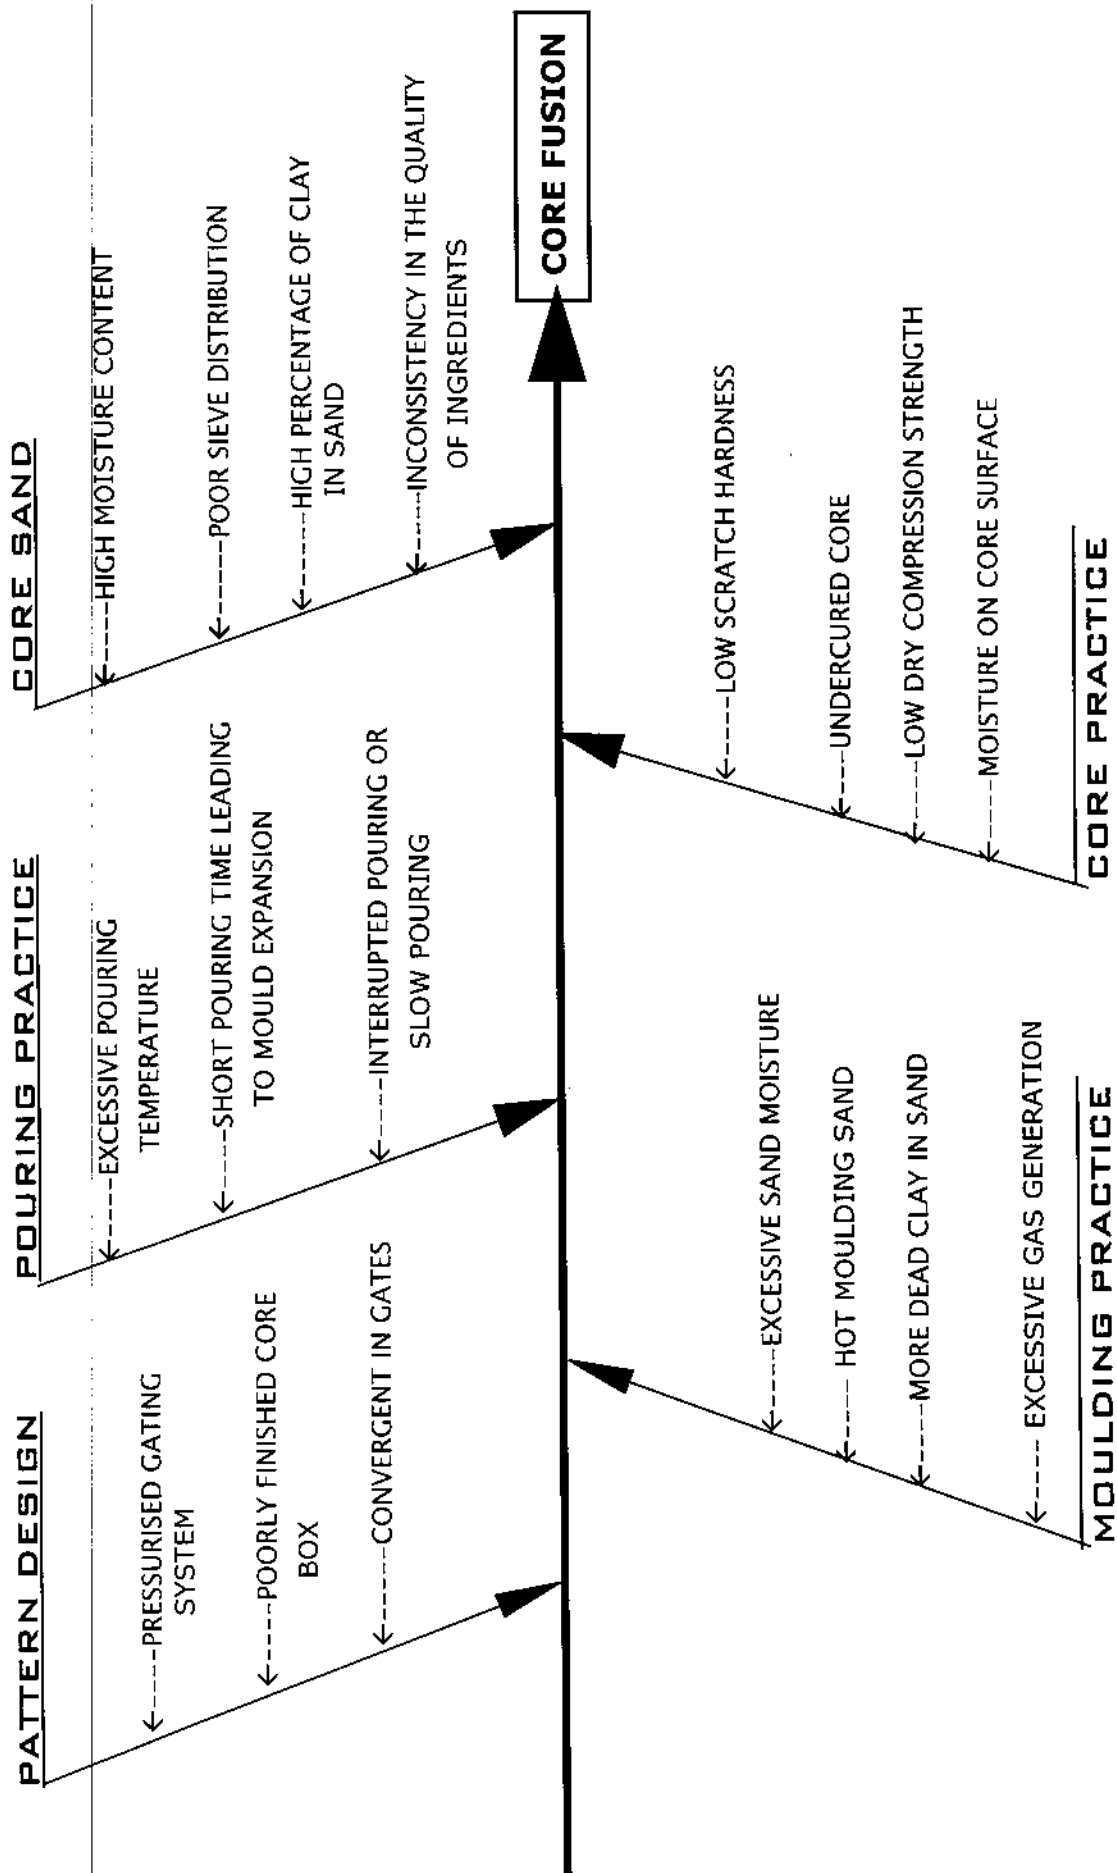 PATTERN DESIGN
PRESSURISED GATING
SYSTEM
POORLY FINISHED CORE
BOX
CONVERGENT IN GATES
POURING PRACTICE
EXCESSIVE POURING
TEMPERATURE
SHORT POURING TIME LEADING
TO MOULD EXPANSION
INTERRUPTED POURING OR
SLOW POURING
CORE SAND
HIGH MOISTURE CONTENT
POOR SIEVE DISTRIBUTION
HIGH PERCENTAGE OF CLAY
IN SAND
INCONSISTENCY IN THE QUALITY
OF INGREDIENTS
CORE FUSION
EXCESSIVE SAND MOISTURE
HOT MOULDING SAND
MORE DEAD CLAY IN SAND
EXCESSIVE GAS GENERATION
MOULDING PRACTICE
LOW SCRATCH HARDNESS
UNDERCURED CORE
LOW DRY COMPRESSION STRENGTH
MOISTURE ON CORE SURFACE
CORE PRACTICE